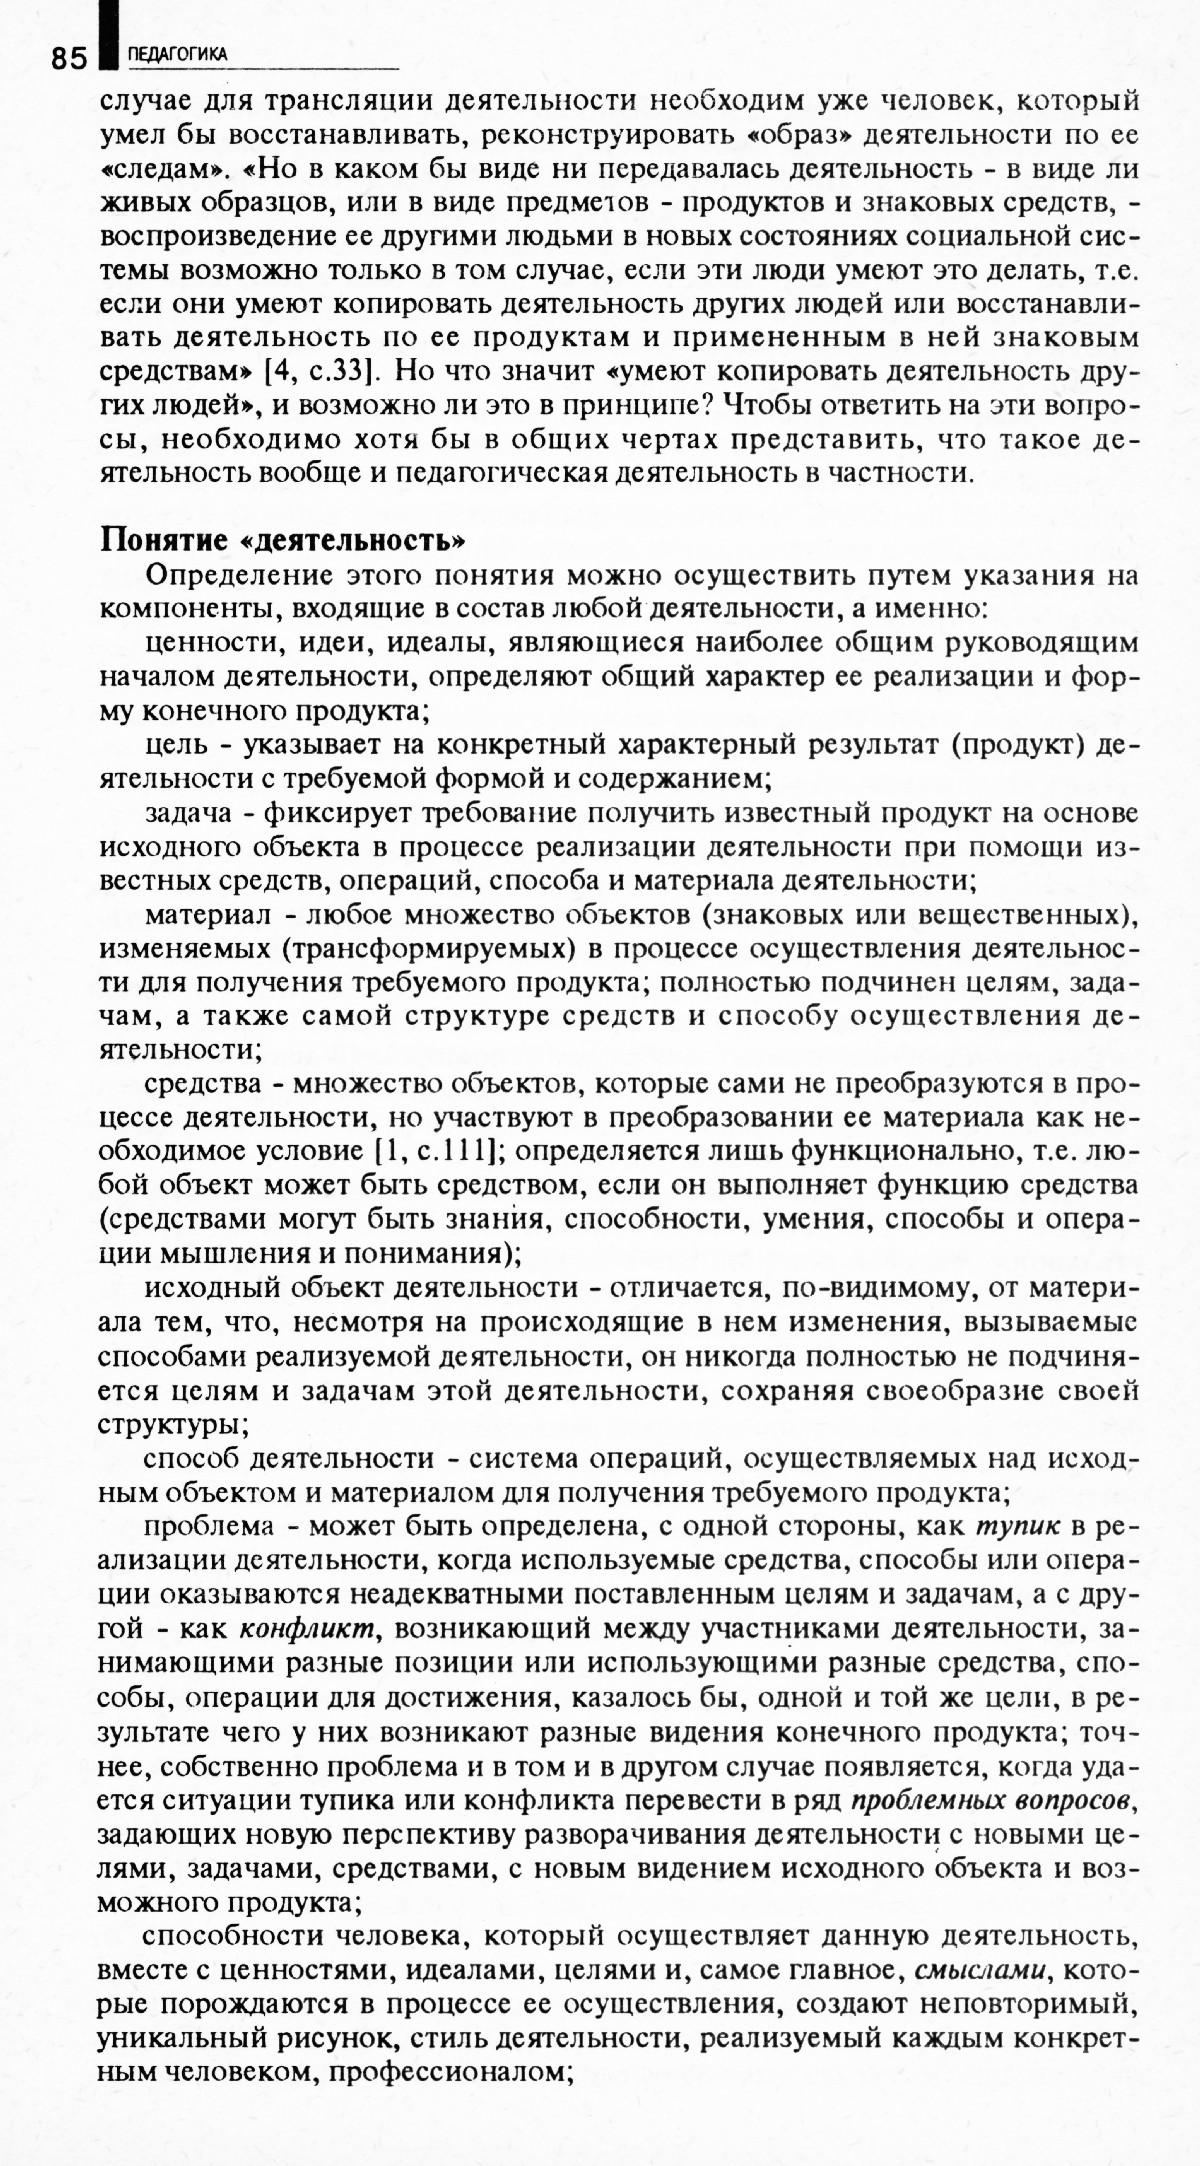 85
ПЕДАГОГИКА
случае для трансляции деятельности необходим уже человек, который
умел бы восстанавливать, реконструировать «образ» деятельности по ее
«следам». «Но в каком бы виде ни передавалась деятельность - в виде ли
живых образцов, или в виде предметов - продуктов и знаковых средств, -
воспроизведение ее другими людьми в новых состояниях социальной сис-
темы возможно только в том случае, если эти люди умеют это делать, т.е.
если они умеют копировать деятельность других людей или восстанавли-
вать деятельность по ее продуктам и примененным в ней знаковым
средствам» [4, с.33]. Но что значит «умеют копировать деятельность дру-
гих людей», и возможно ли это в принципе? Чтобы ответить на эти вопро-
сы, необходимо хотя бы в общих чертах представить, что такое де-
ятельность вообще и педагогическая деятельность в частности.
Понятие «деятельность»
Определение этого понятия можно осуществить путем указания на
компоненты, входящие в состав любой деятельности, а именно:
ценности, идеи, идеалы, являющиеся наиболее общим руководящим
началом деятельности, определяют общий характер ее реализации и фор-
му конечного продукта;
цель - указывает на конкретный характерный результат (продукт) де-
ятельности с требуемой формой и содержанием;
задача - фиксирует требование получить известный продукт на основе
исходного объекта в процессе реализации деятельности при помощи из-
вестных средств, операций, способа и материала деятельности;
материал - любое множество объектов (знаковых или вещественных),
изменяемых (трансформируемых) в процессе осуществления деятельнос-
ти для получения требуемого продукта; полностью подчинен целям, зада-
чам, а также самой структуре средств и способу осуществления де-
ятельности;
средства - множество объектов, которые сами не преобразуются в про-
цессе деятельности, но участвуют в преобразовании ее материала как не-
обходимое условие [1, с.111]; определяется лишь функционально, т.е. лю-
бой объект может быть средством, если он выполняет функцию средства
(средствами могут быть знания, способности, умения, способы и опера-
ции мышления и понимания);
исходный объект деятельности - отличается, по-видимому, от матери-
ала тем, что, несмотря на происходящие в нем изменения, вызываемые
способами реализуемой деятельности, он никогда полностью не подчиня-
ется целям и задачам этой деятельности, сохраняя своеобразие своей
структуры;
способ деятельности - система операций, осуществляемых над исход-
ным объектом и материалом для получения требуемого продукта;
проблема - может быть определена, с одной стороны, как тупик в ре-
ализации деятельности, когда используемые средства, способы или опера-
ции оказываются неадекватными поставленным целям и задачам, а с дру-
гой - как конфликт, возникающий между участниками деятельности, за-
нимающими разные позиции или использующими разные средства, спо-
собы, операции для достижения, казалось бы, одной и той же цели, в ре-
зультате чего у них возникают разные видения конечного продукта; точ-
нее, собственно проблема и в том и в другом случае появляется, когда уда-
ется ситуации тупика или конфликта перевести в ряд проблемных вопросов,
задающих новую перспективу разворачивания деятельности с новыми це-
лями, задачами, средствами, с новым видением исходного объекта и воз-
можного продукта;
способности человека, который осуществляет данную деятельность,
вместе с ценностями, идеалами, целями и, самое главное, смыслами, кото-
рые порождаются в процессе ее осуществления, создают неповторимый,
уникальный рисунок, стиль деятельности, реализуемый каждым конкрет-
ным человеком, профессионалом;